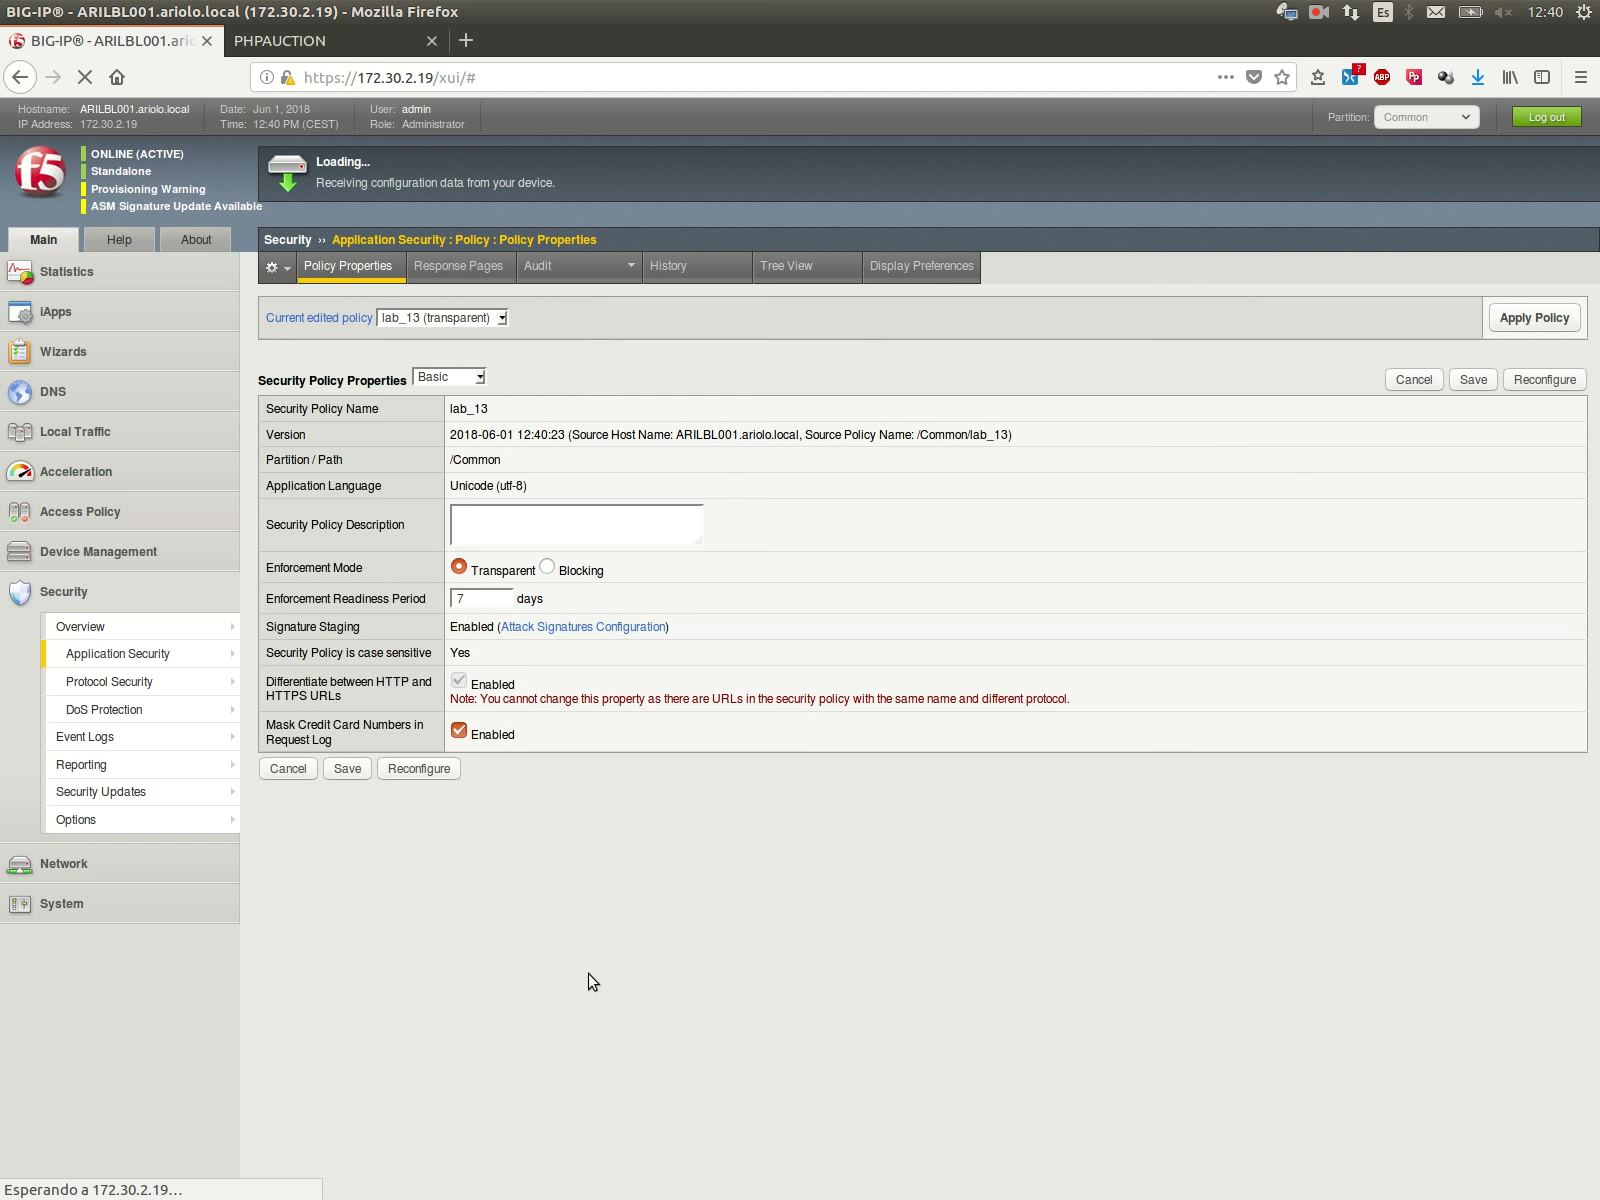 BIG-IP® - ARILBL001.ariolo.local (172.30.2.19) - Mozilla Firefox
Es
12:40
BIG-IP® - ARILBL001.ario
PHPAUCTION
https://172.30.2.19/xui/#
?
ABP
Hostname: ARILBL001.ariolo.local
IP Address: 172.30.2.19
Date: Jun 1, 2018
Time: 12:40 PM (CEST)
User: admin
Role: Administrator
Partition: Common
Log out
f5
ONLINE (ACTIVE)
Standalone
Provisioning Warning
ASM Signature Update Available
Loading...
Receiving configuration data from your device.
Main
Help
About
Security ›› Application Security : Policy : Policy Properties
Policy Properties
Response Pages
Audit
History
Tree View
Display Preferences
Statistics
iApps
Wizards
DNS
Local Traffic
Acceleration
Access Policy
Device Management
Security
Overview
Application Security
Protocol Security
DoS Protection
Event Logs
Reporting
Security Updates
Options
Network
System
Current edited policy lab_13 (transparent)
Apply Policy
Security Policy Properties Basic
Cancel
Save
Reconfigure
Security Policy Name lab_13
Version 2018-06-01 12:40:23 (Source Host Name: ARILBL001.ariolo.local, Source Policy Name: /Common/lab_13)
Partition / Path /Common
Application Language Unicode (utf-8)
Security Policy Description
Enforcement Mode Transparent Blocking
Enforcement Readiness Period 7 days
Signature Staging Enabled (Attack Signatures Configuration)
Security Policy is case sensitive Yes
Differentiate between HTTP and HTTPS URLs
Enabled
Note: You cannot change this property as there are URLs in the security policy with the same name and different protocol.
Mask Credit Card Numbers in Request Log
Enabled
Cancel
Save
Reconfigure
Esperando a 172.30.2.19…